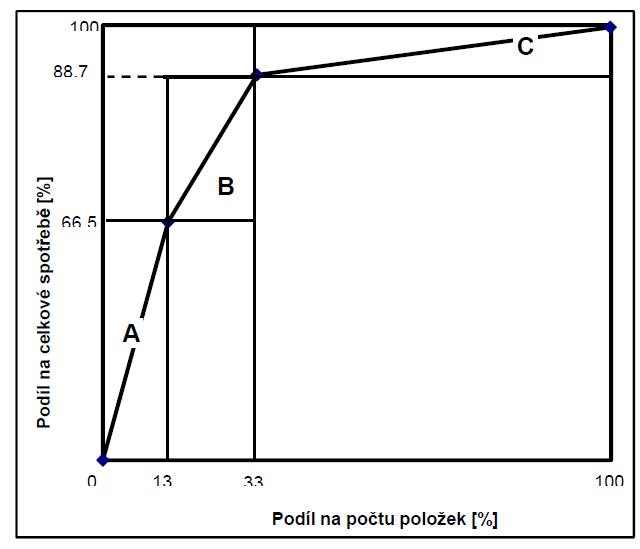 100
C
88.7
B
66.5
A
Podíl na celkové spotřebě [%]
0
13
33
100
Podíl na počtu položek [%]